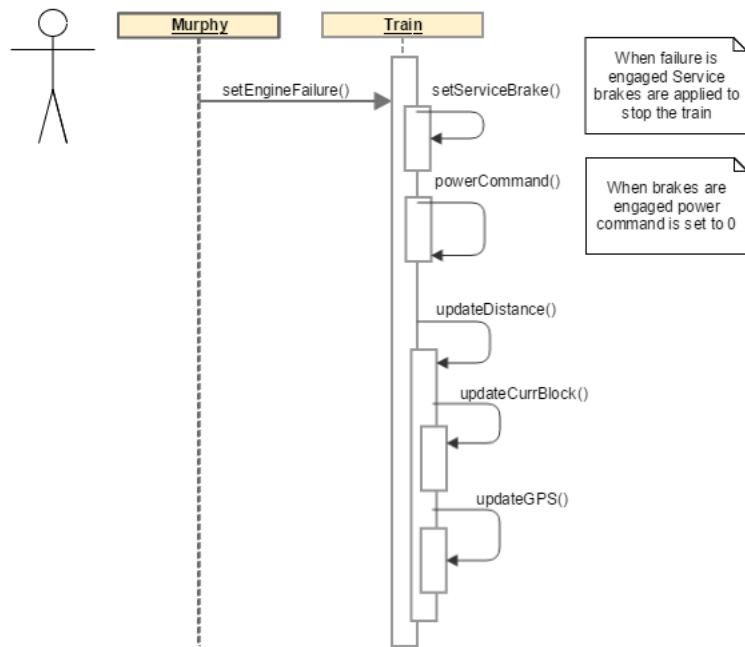 Murphy
Train
setEngineFailure()
setServiceBrake()
When failure is
engaged Service
brakes are applied to
stop the train
powerCommand()
When brakes are
engaged power
command is set to 0
updateDistance()
updateCurrBlock()
updateGPS()